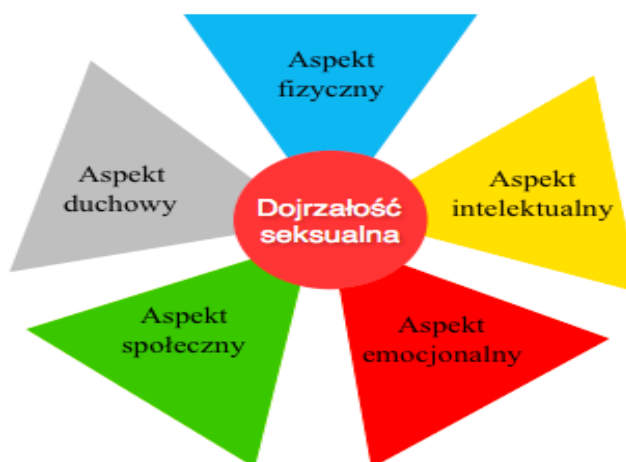 Aspekt
fizyczny
Aspekt
duchowy
Dojrzałość
seksualna
Aspekt
intelektualny
Aspekt
społeczny
Aspekt
emocjonalny